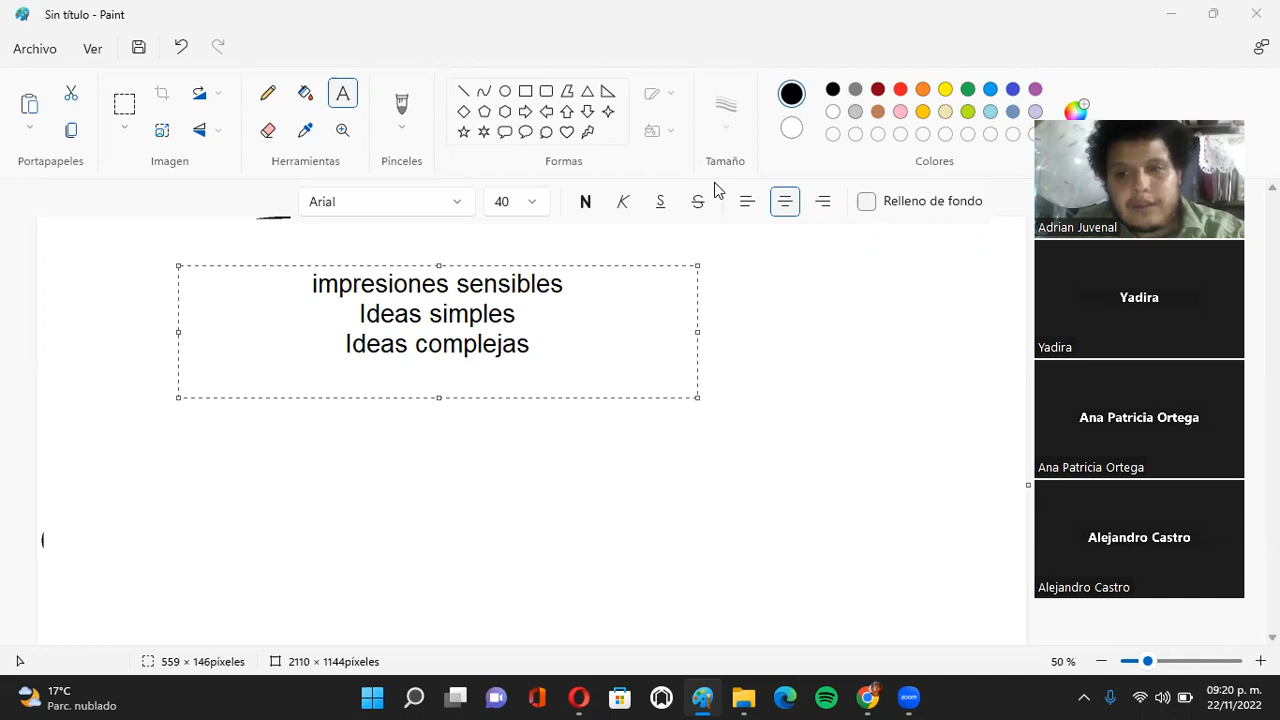 Sin título - Paint
Archivo
Ver
Portapapeles
Imagen
Herramientas
Pinceles
Formas
Tamaño
Colores
Arial
40
N
K
S
S
Relleno de fondo
impresiones sensibles
Ideas simples
Ideas complejas
Adrian Juvenal
Yadira
Yadira
Ana Patricia Ortega
Ana Patricia Ortega
Alejandro Castro
Alejandro Castro
559 × 146píxeles
2110 × 1144píxeles
50 %
17°C
Parc. nublado
zoom
09:20 p. m.
22/11/2022